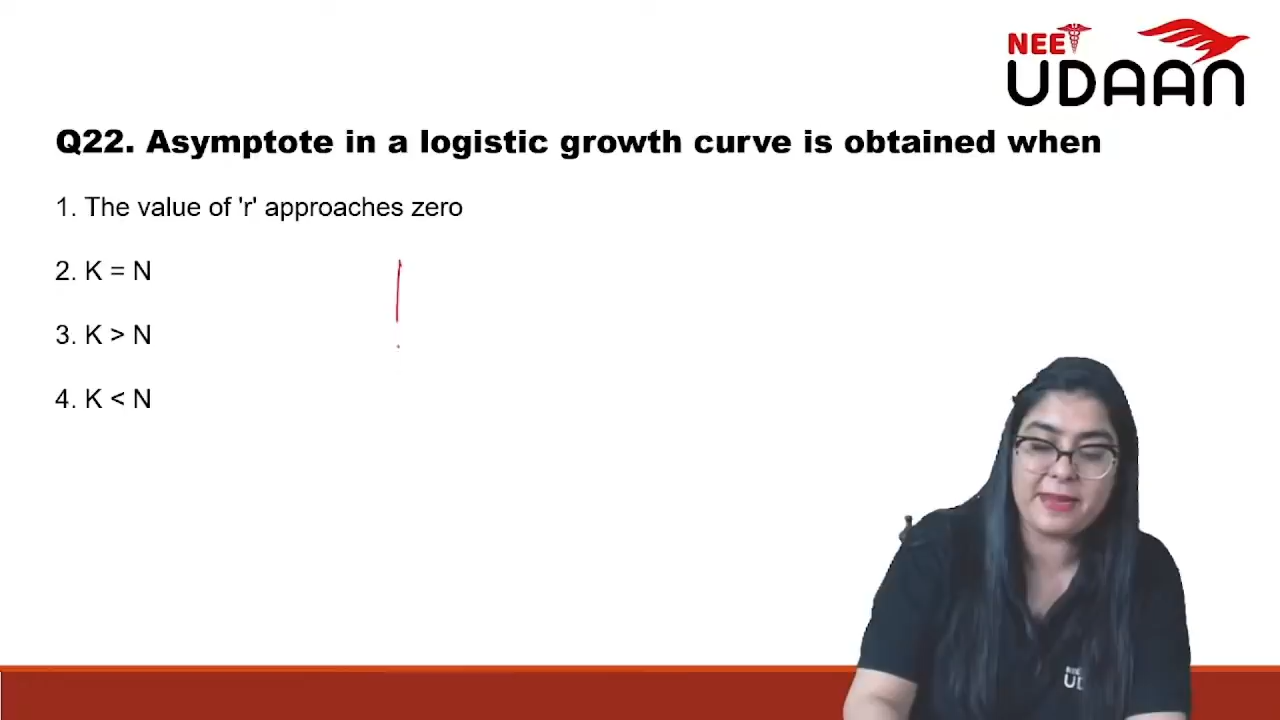 NEET
UDAAN
Q22. Asymptote in a logistic growth curve is obtained when
1. The value of 'r' approaches zero
2. K = N
3. K > N
4. K < N